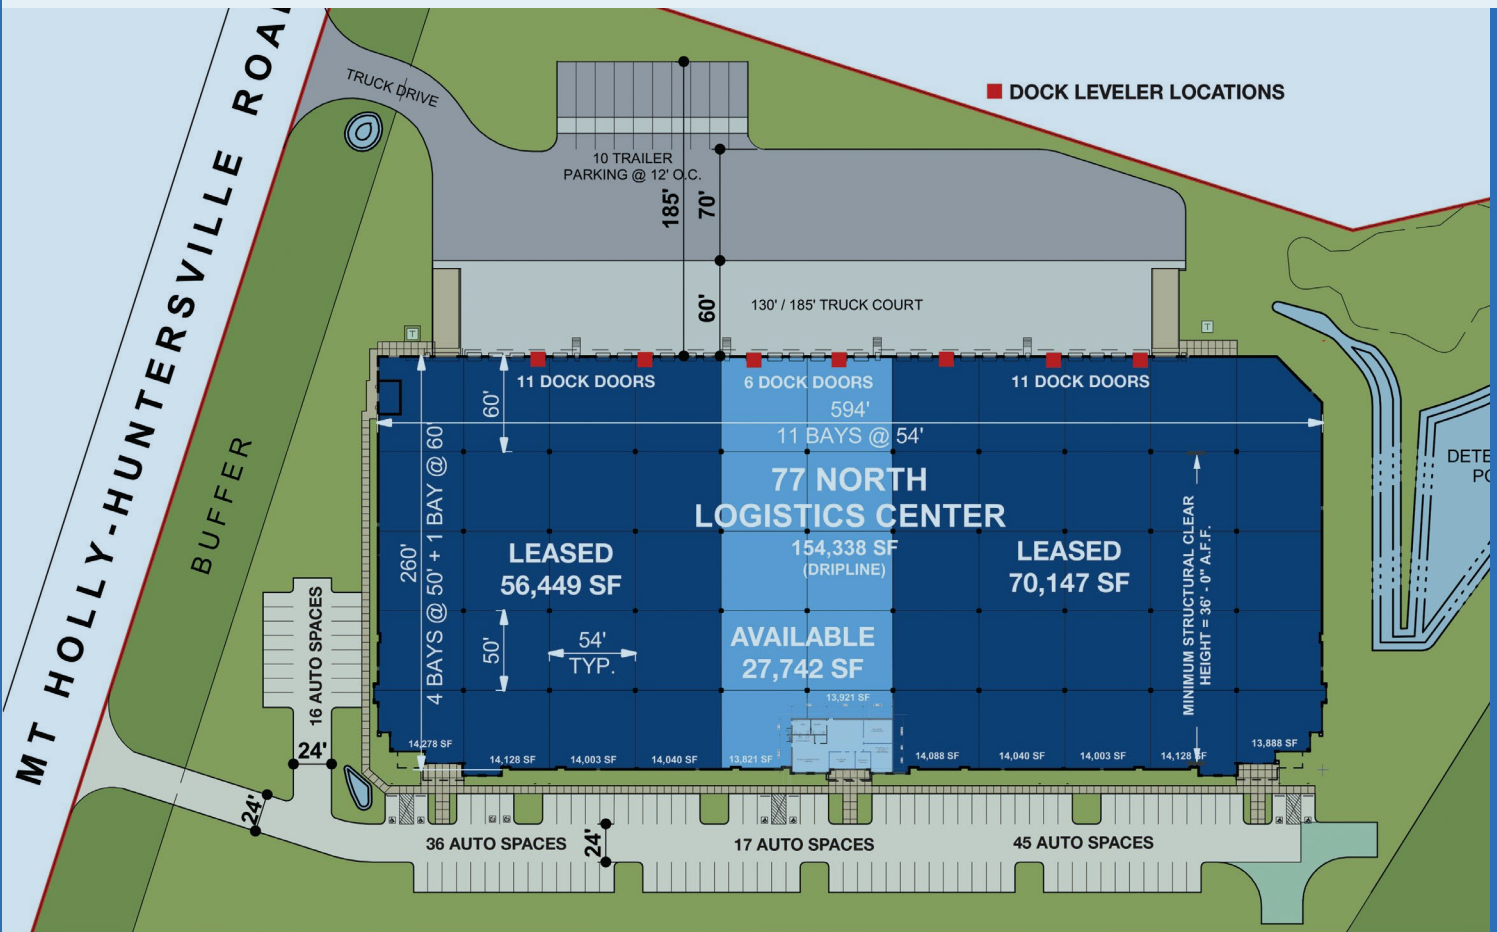 MT HOLLY-HUNTERSVILLE ROA
TRUCK DRIVE
DOCK LEVELER LOCATIONS
10 TRAILER
PARKING @ 12' O.C.
185'
70'
60'
130' / 185' TRUCK COURT
T
T
11 DOCK DOORS
6 DOCK DOORS
11 DOCK DOORS
60'
594'
11 BAYS @ 54'
260'
4 BAYS @ 50' + 1 BAY @ 60'
BUFFER
77 NORTH
LOGISTICS CENTER
154,338 SF
(DRIPLINE)
LEASED
56,449 SF
LEASED
70,147 SF
MINIMUM STRUCTURAL CLEAR
HEIGHT = 36' - 0" A.F.F.
DETE
PO
50'
54'
TYP.
AVAILABLE
27,742 SF
13,921 SF
16 AUTO SPACES
24'
24'
14,278 SF
14,128 SF
14,003 SF
14,040 SF
13,821 SF
14,088 SF
14,040 SF
14,003 SF
14,128 SF
13,888 SF
36 AUTO SPACES
24'
17 AUTO SPACES
45 AUTO SPACES